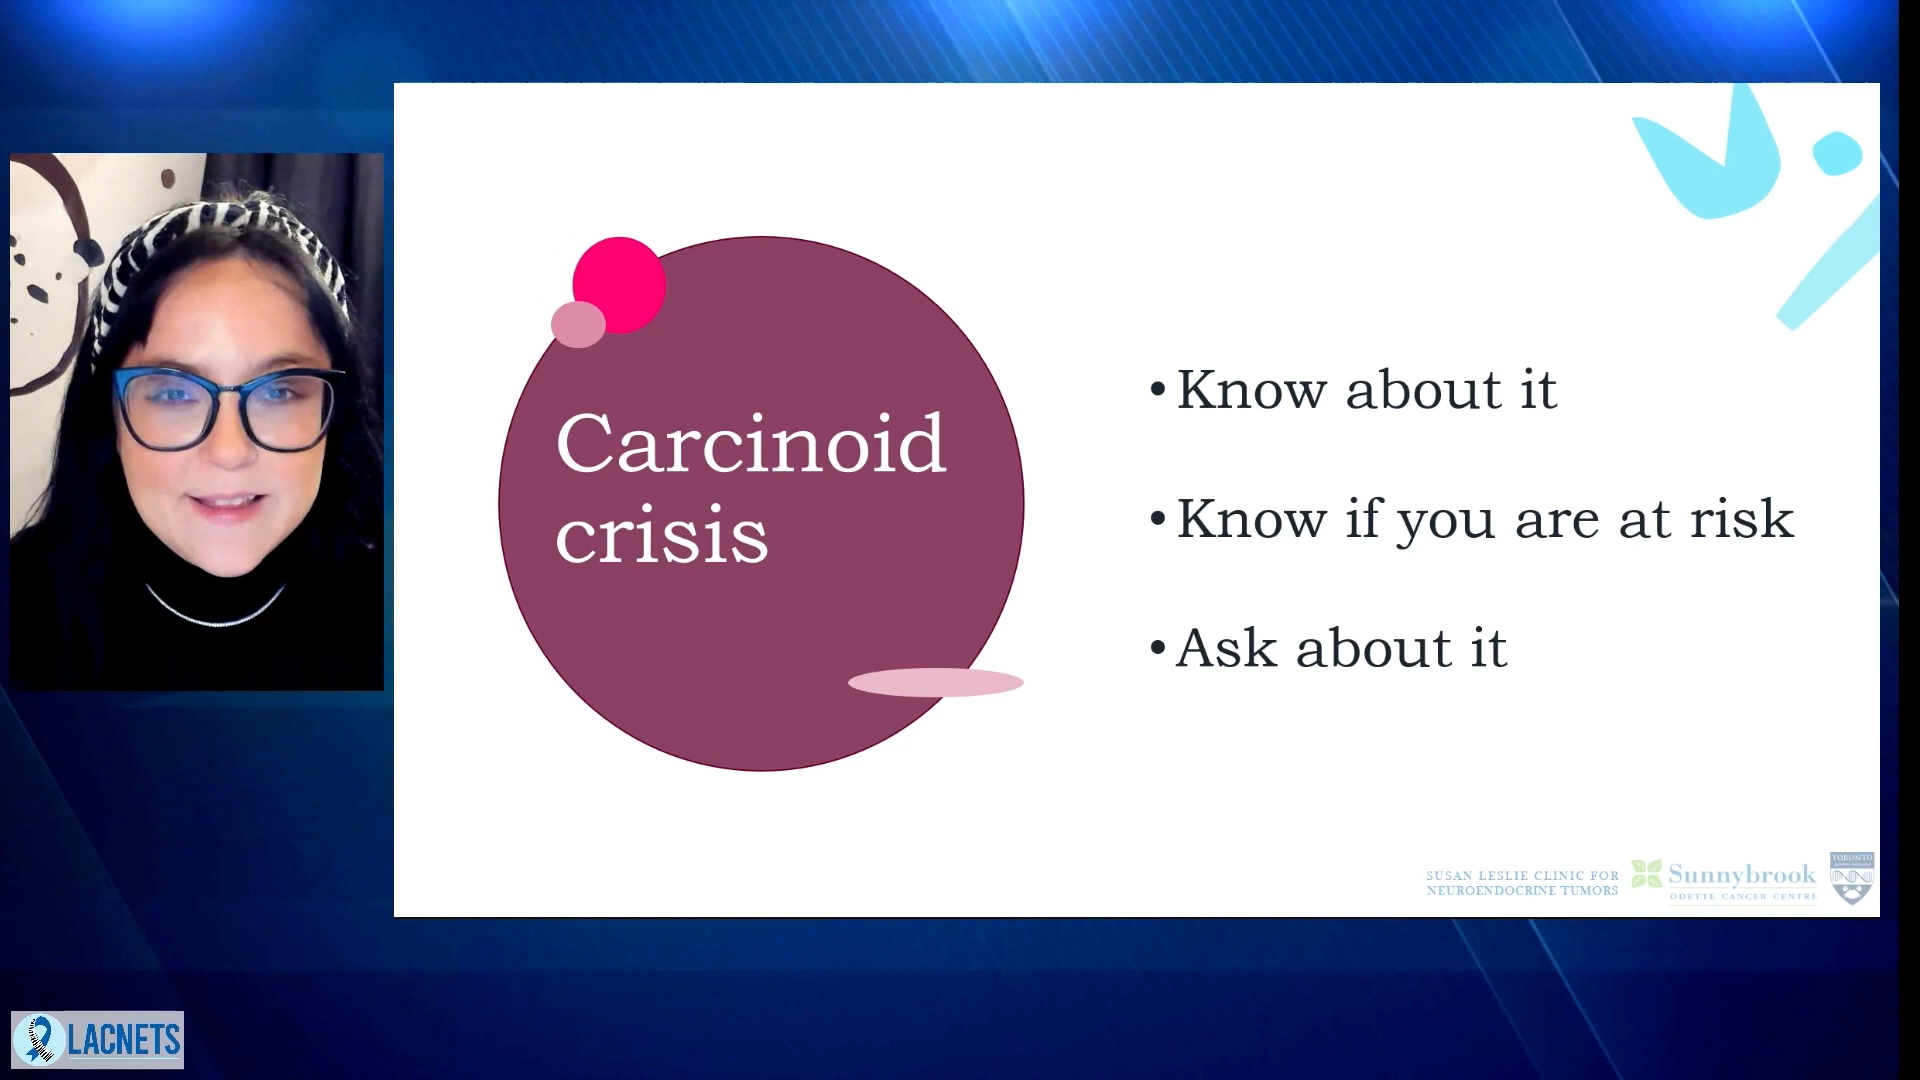 Carcinoid
crisis
•Know about it
•Know if you are at risk
•Ask about it
SUSAN LESLIE CLINIC FOR
NEUROENDOCRINE TUMORS
Sunnybrook
ODETTE CANCER CENTRE
TORONTO
LACNETS